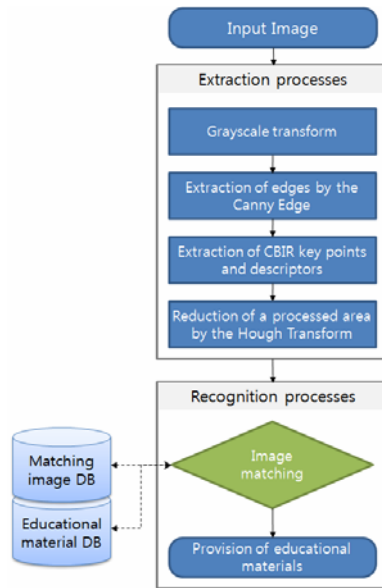 Input Image
Extraction processes
Grayscale transform
Extraction of edges by the
Canny Edge
Extraction of CBIR key points
and descriptors
Reduction of a processed area
by the Hough Transform
Recognition processes
Matching
image DB
Educational
material DB
Image
matching
Provision of educational
materials